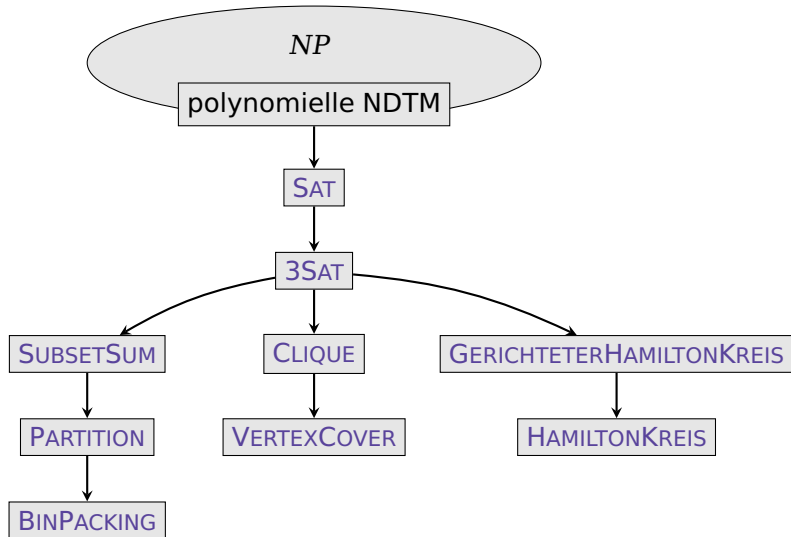 NP
polynomielle NDTM
SAT
3SAT
SUBSETSUM CLIQUE GERICHTETERHAMILTONKREIS
PARTITION VERTEXCOVER HAMILTONKREIS
BINPACKING